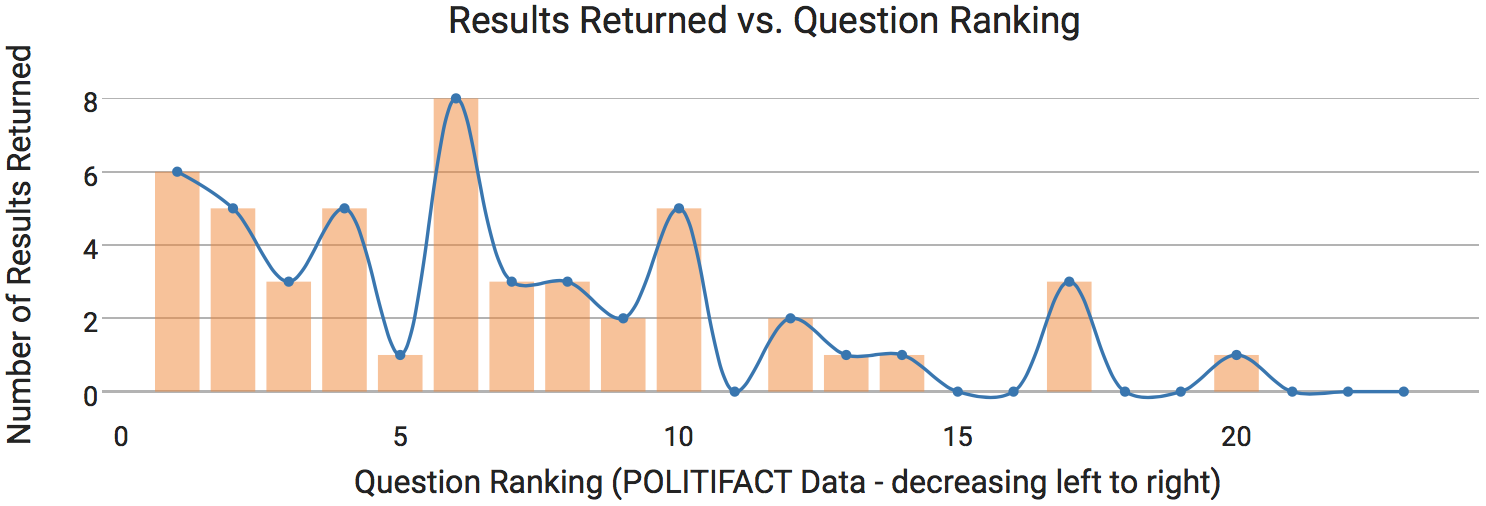 Results Returned vs. Question Ranking
Number of Results Returned
8
6
4
2
0
0 5 10 15 20
Question Ranking (POLITIFACT Data - decreasing left to right)